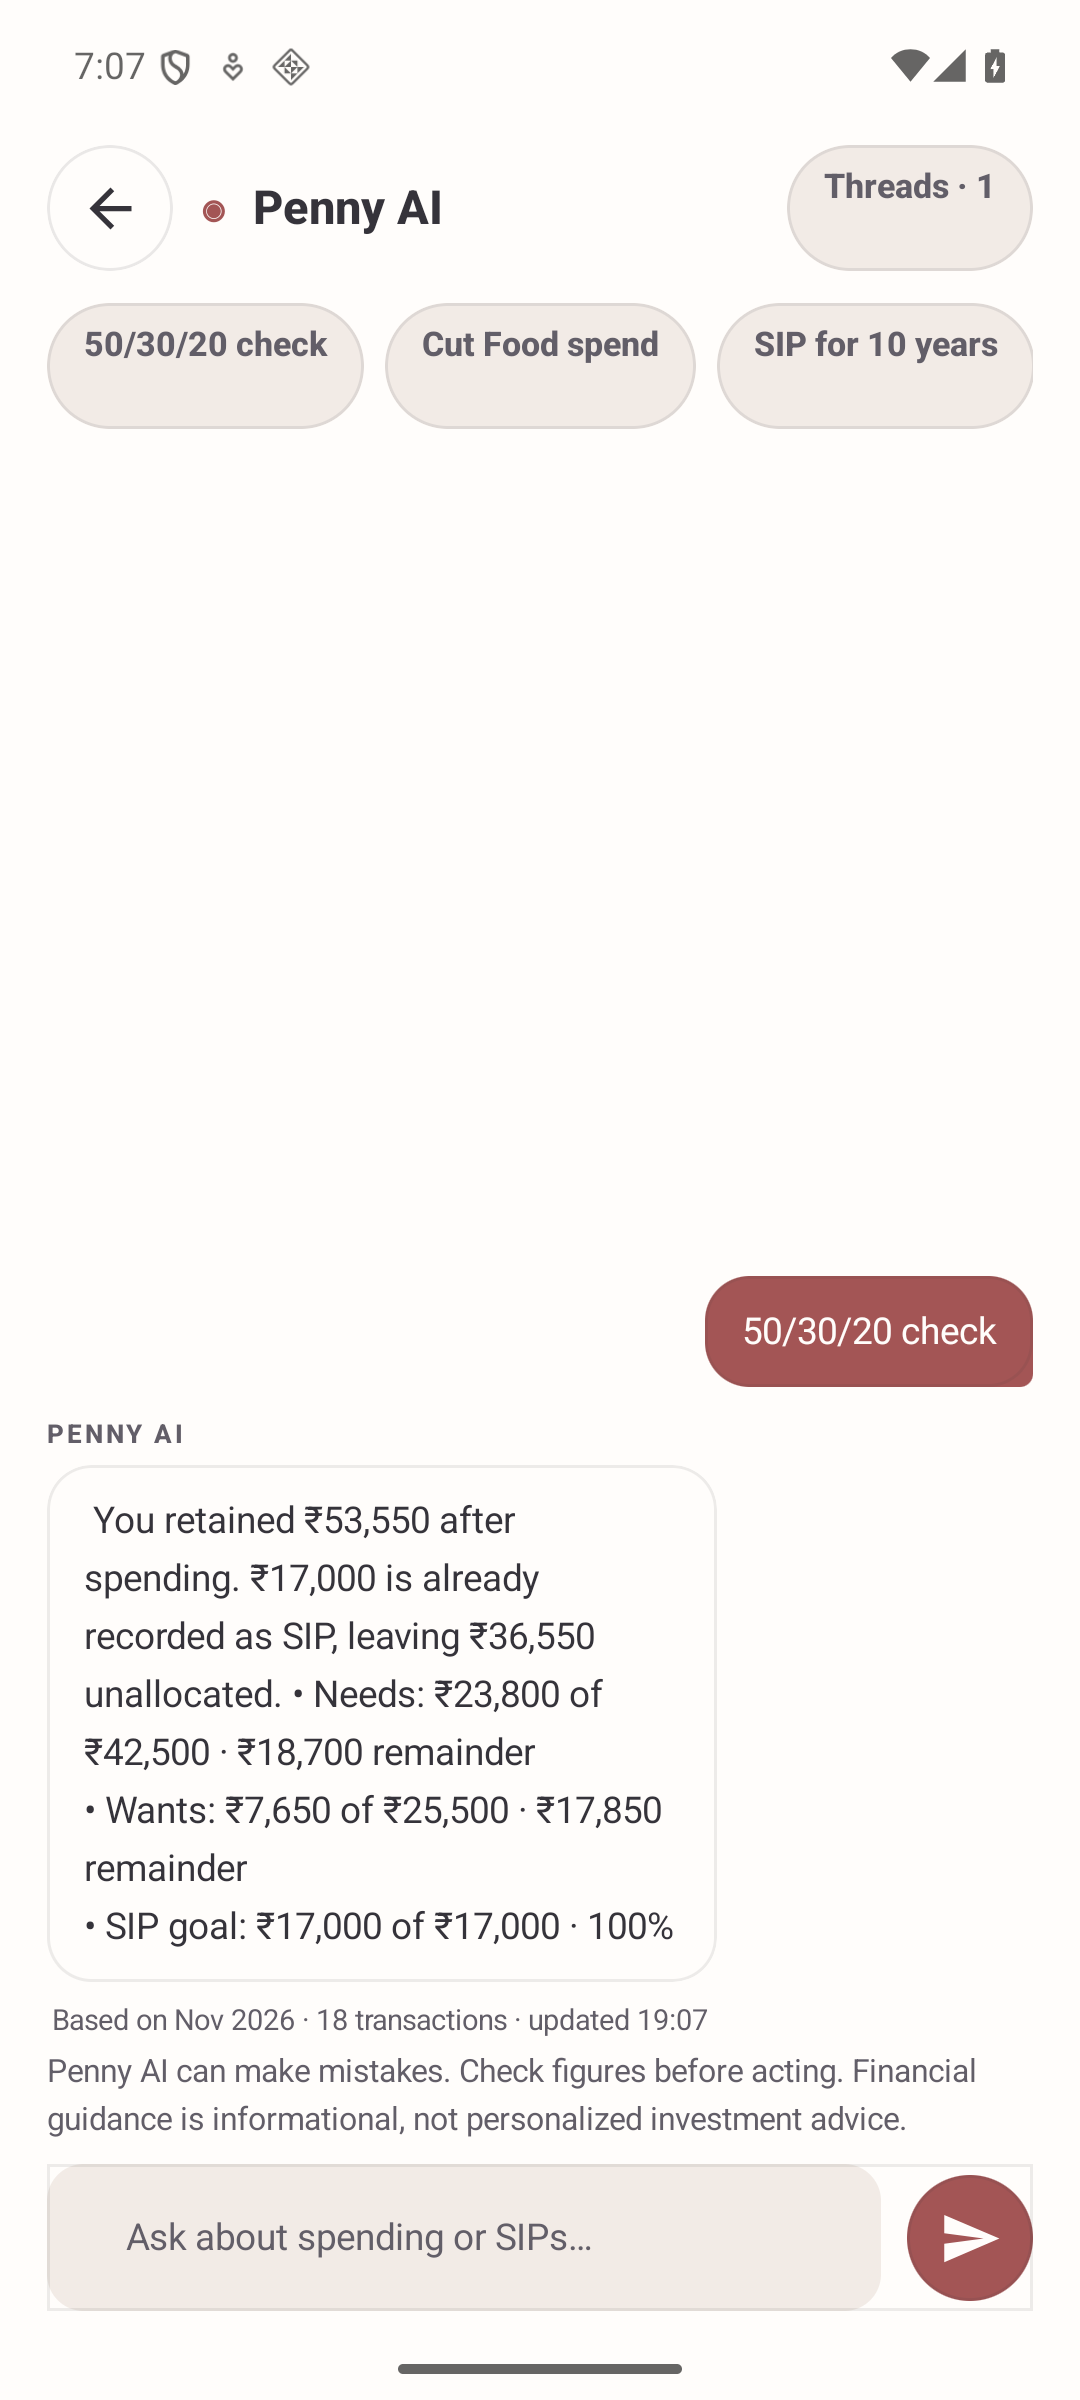 7:07
Penny AI
Threads · 1
50/30/20 check
Cut Food spend
SIP for 10 years
50/30/20 check
PENNY AI
You retained ₹53,550 after
spending. ₹17,000 is already
recorded as SIP, leaving ₹36,550
unallocated. • Needs: ₹23,800 of
₹42,500 · ₹18,700 remainder
• Wants: ₹7,650 of ₹25,500 · ₹17,850
remainder
• SIP goal: ₹17,000 of ₹17,000 · 100%
Based on Nov 2026 · 18 transactions · updated 19:07
Penny AI can make mistakes. Check figures before acting. Financial
guidance is informational, not personalized investment advice.
Ask about spending or SIPs…